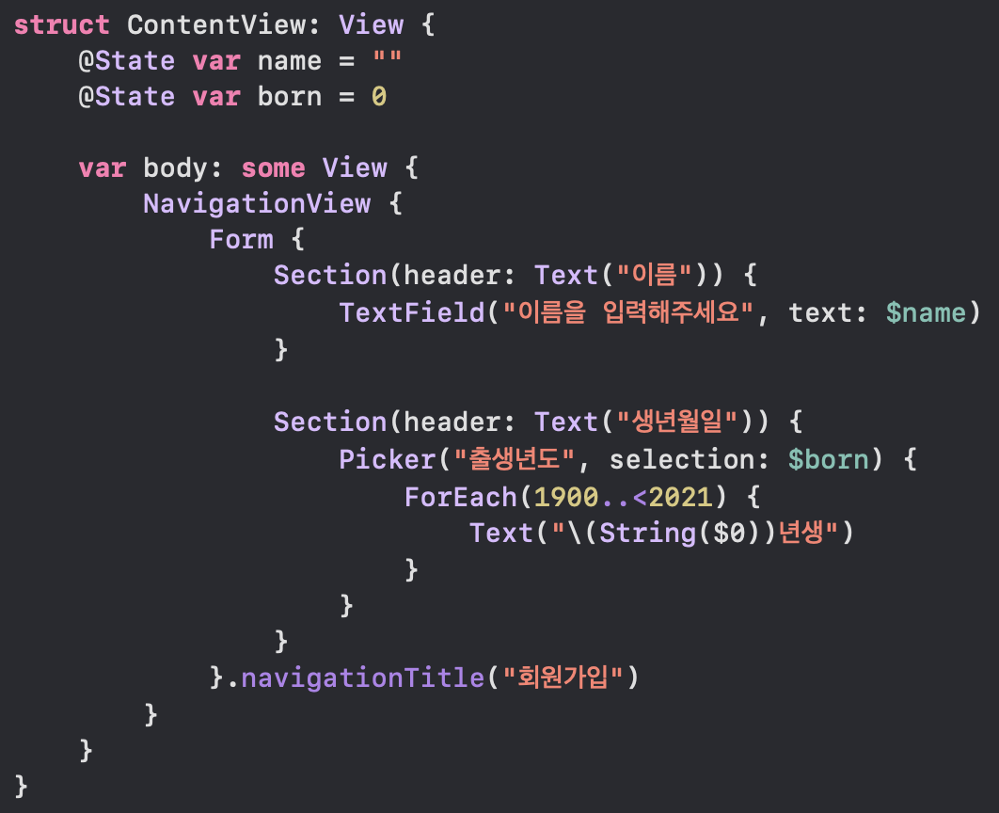 struct ContentView: View {
    @State var name = ""
    @State var born = 0

    var body: some View {
        NavigationView {
            Form {
                Section(header: Text("이름")) {
                    TextField("이름을 입력해주세요", text: $name)
                }

                Section(header: Text("생년월일")) {
                    Picker("출생년도", selection: $born) {
                        ForEach(1900..<2021) {
                            Text("\(String($0))년생")
                        }
                    }
                }
            }.navigationTitle("회원가입")
        }
    }
}